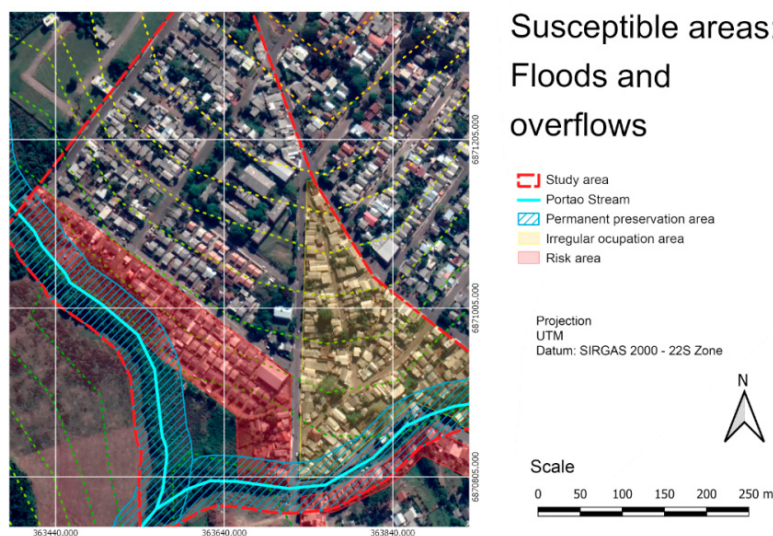 Susceptible areas:
Floods and
overflows
Study area
Portao Stream
Permanent preservation area
Irregular ocupation area
Risk area
Projection
UTM
Datum: SIRGAS 2000 - 22S Zone
N
Scale
0 50 100 150 200 250 m
6871205.000
6871005.000
6870805.000
363440.000 363640.000 363840.000